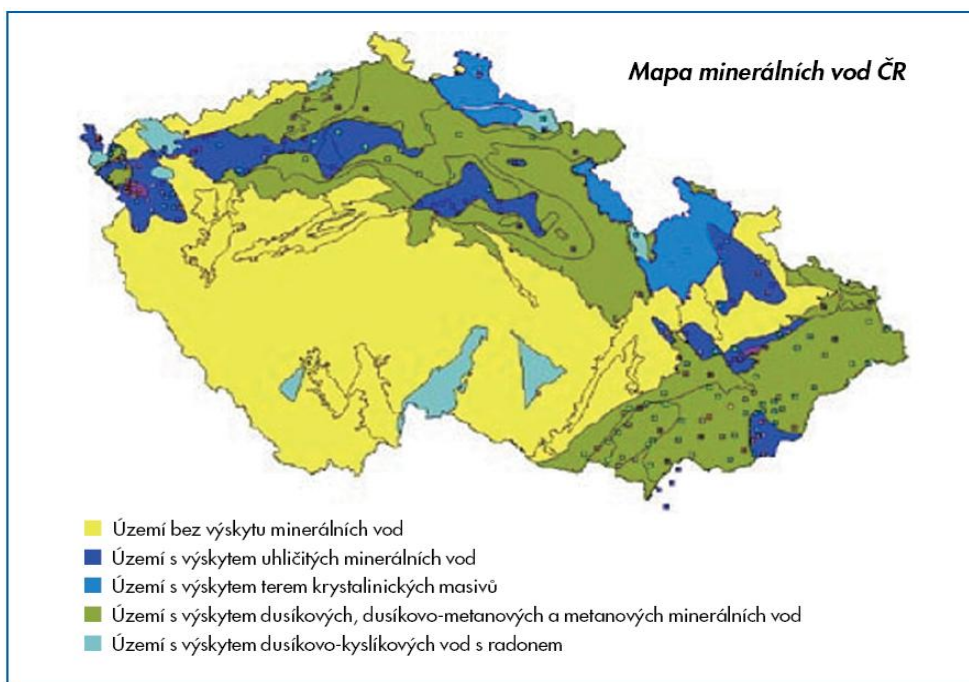 Mapa minerálních vod ČR
Území bez výskytu minerálních vod
Území s výskytem uhličitých minerálních vod
Území s výskytem terem krystalinických masivů
Území s výskytem dusíkových, dusíkovo-metanových a metanových minerálních vod
Území s výskytem dusíkovo-kyslíkových vod s radonem